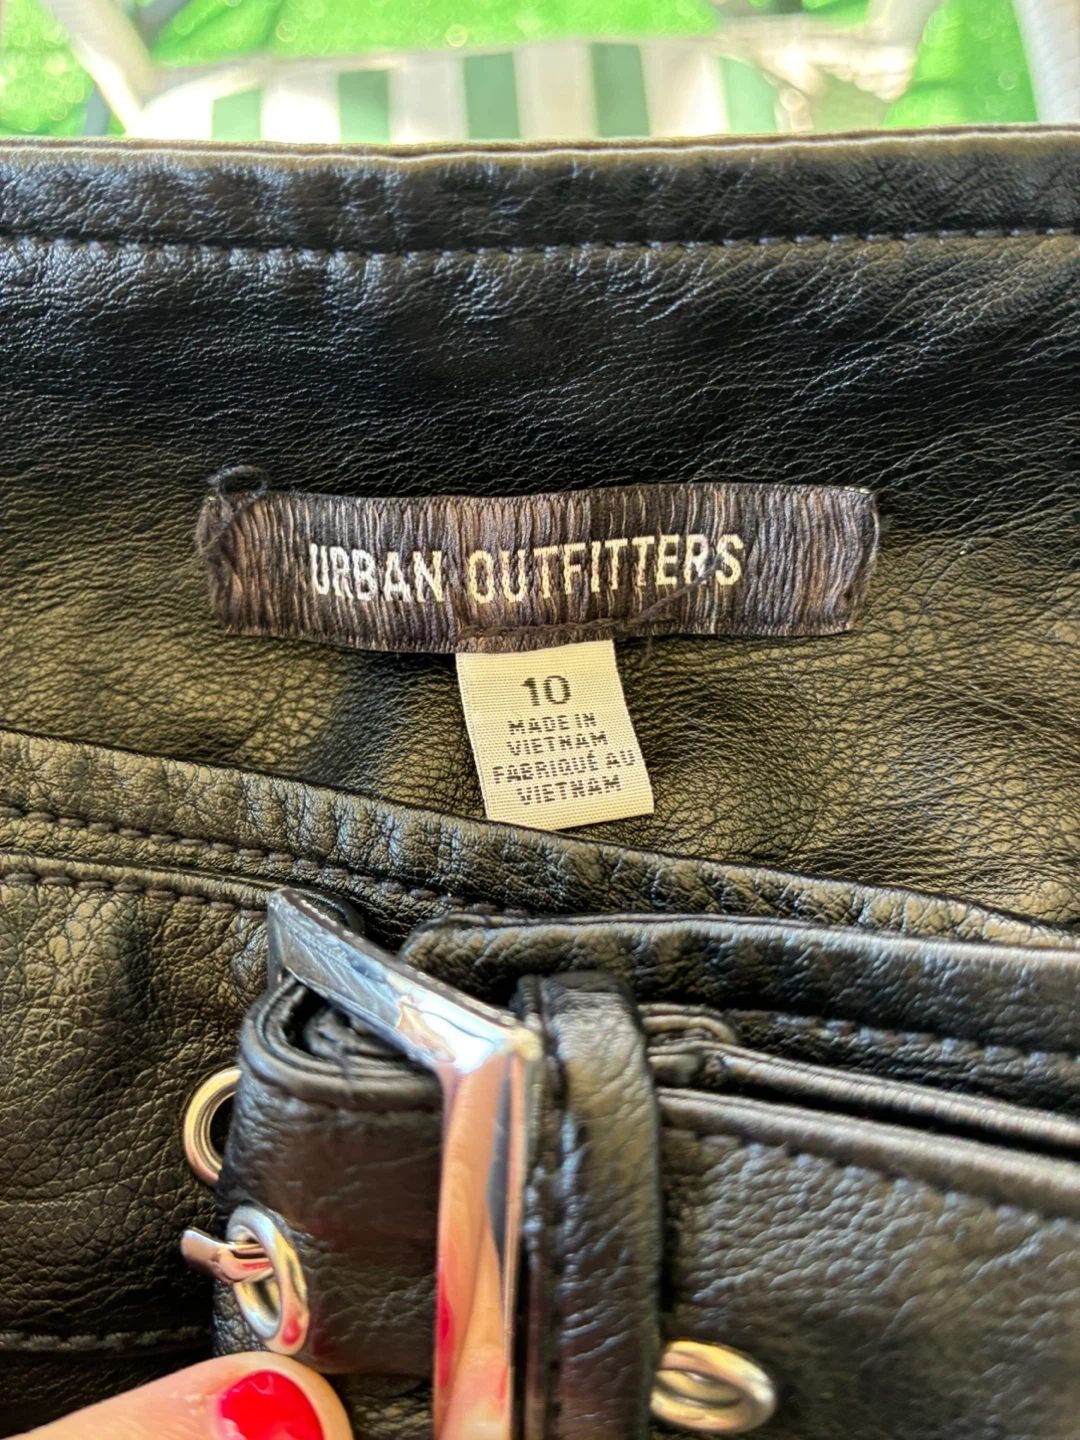 URBAN OUTFITTERS
10
MADE IN
VIETNAM
FABRIQUÉ AU
VIETNAM